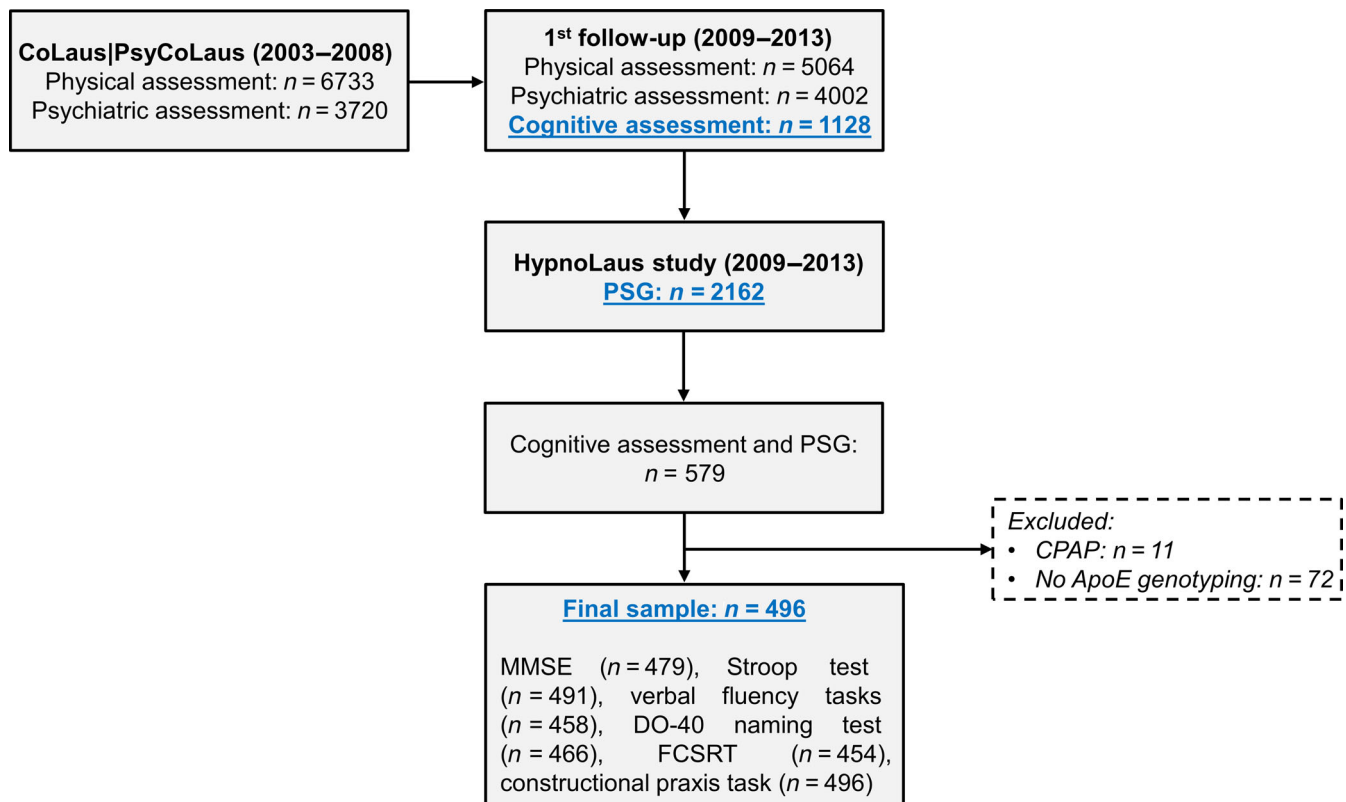 CoLaus|PsyCoLaus (2003–2008)
Physical assessment: n = 6733
Psychiatric assessment: n = 3720
1st follow-up (2009–2013)
Physical assessment: n = 5064
Psychiatric assessment: n = 4002
Cognitive assessment: n = 1128
HypnoLaus study (2009–2013)
PSG: n = 2162
Cognitive assessment and PSG:
n = 579
Excluded:
• CPAP: n = 11
• No ApoE genotyping: n = 72
Final sample: n = 496
MMSE (n = 479), Stroop test
(n = 491), verbal fluency tasks
(n = 458), DO-40 naming test
(n = 466), FCSRT (n = 454),
constructional praxis task (n = 496)